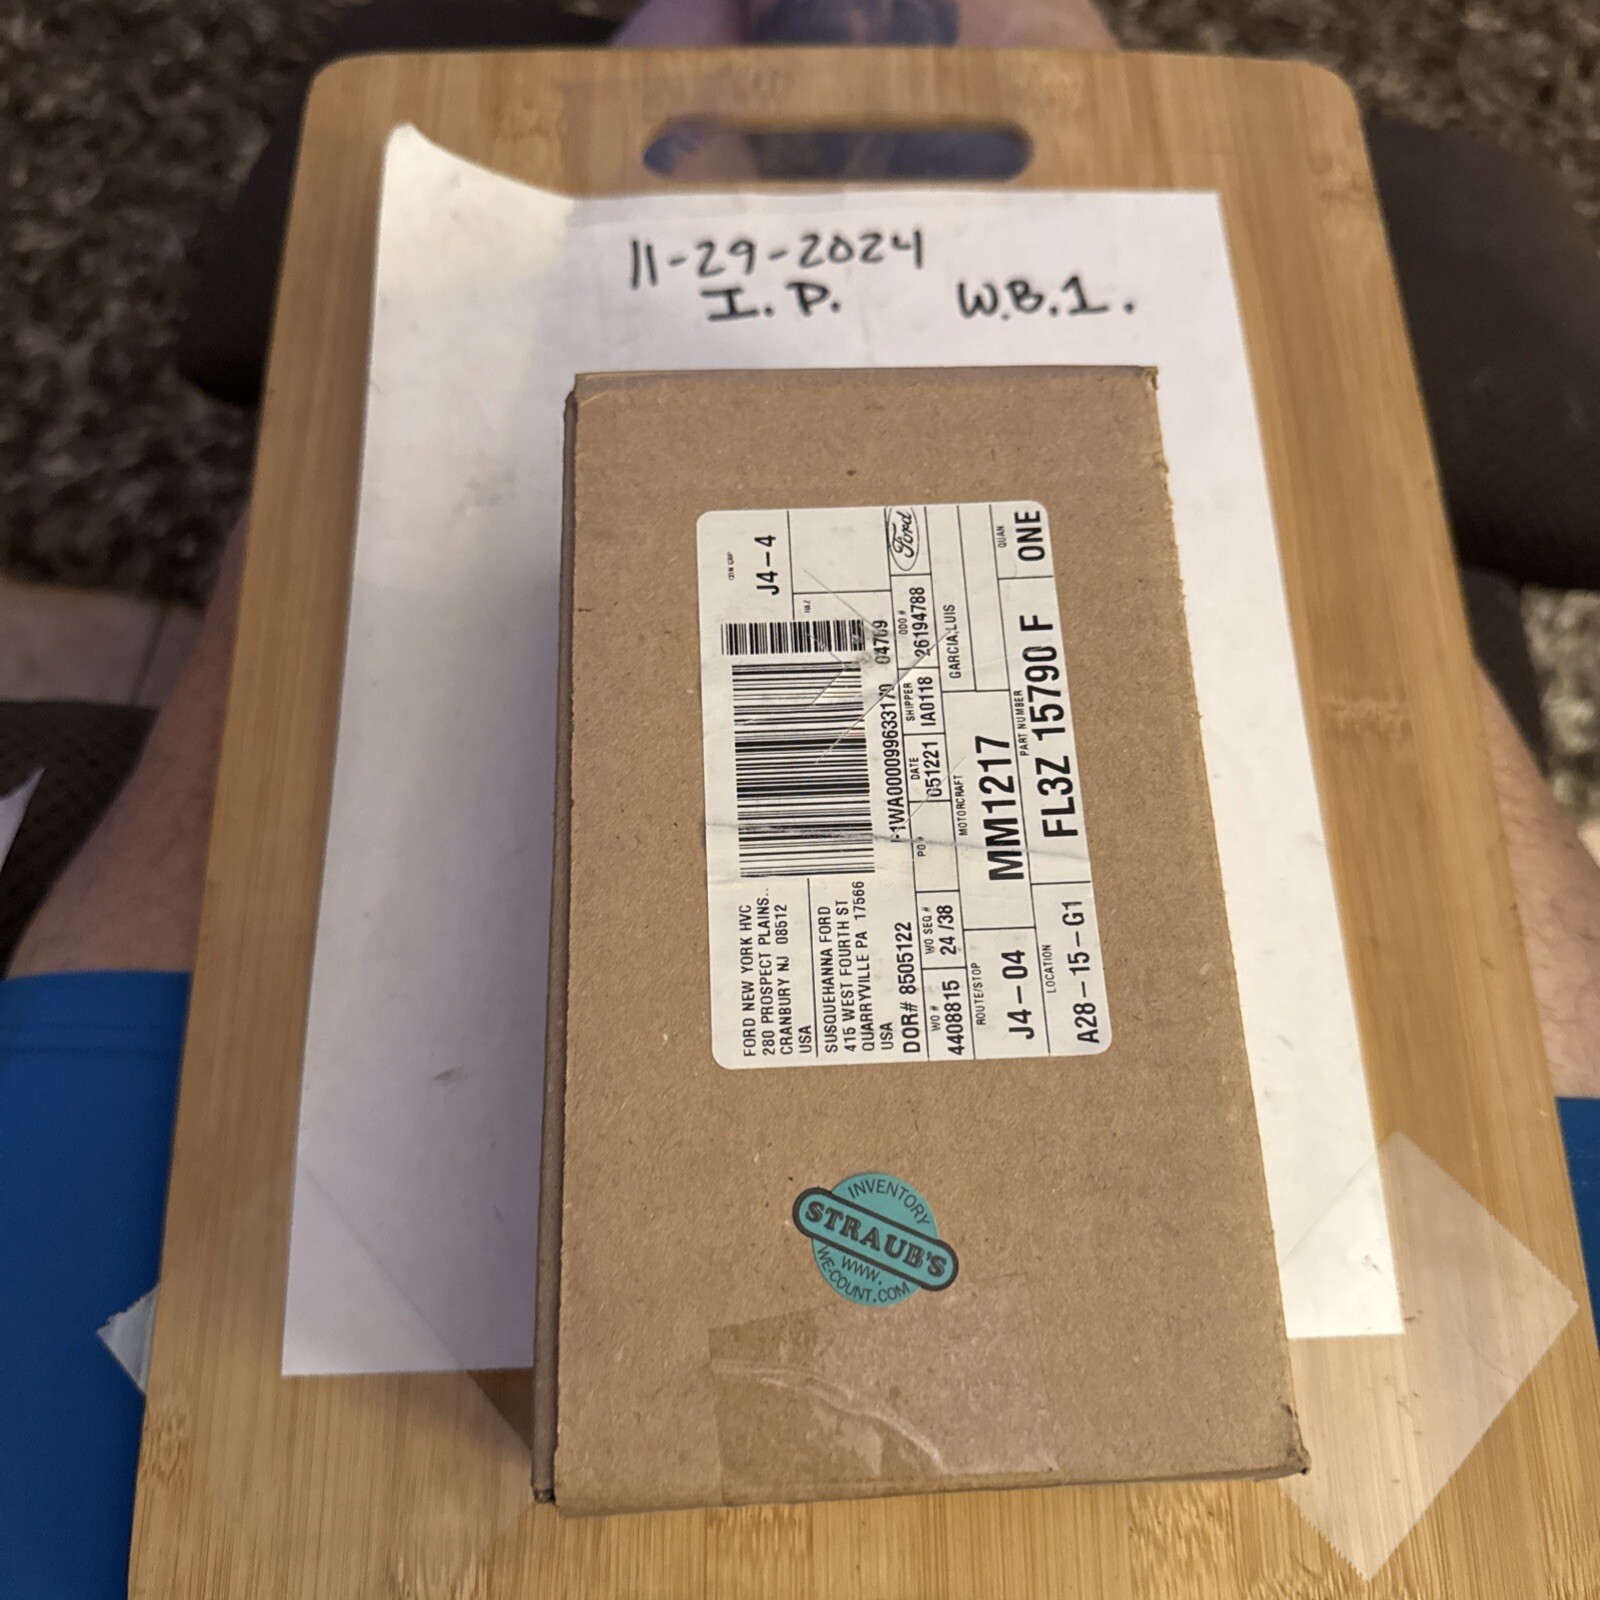 11-29-2024
I. P. W.B.1.
FORD NEW YORK HVC
280 PROSPECT PLAINS..
CRANBURY NJ 08512
USA
SUSQUEHANNA FORD
415 WEST FOURTH ST
QUARRYVILLE PA 17566
USA
J4-4
04769
DOR# 8505122
WO #
4408815
WO SEQ #
24 /38
PO #
DATE
051221
SHIPPER
IA0118
DDO #
26194788
Ford
GARCIA,LUIS
ROUTE/STOP
J4-04
MOTORCRAFT
MM1217
LOCATION
A28-15-G1
PART NUMBER
FL3Z 15790 F
QUAN
ONE
INVENTORY
STRAUB'S
WWW.
WE-COUNT.COM